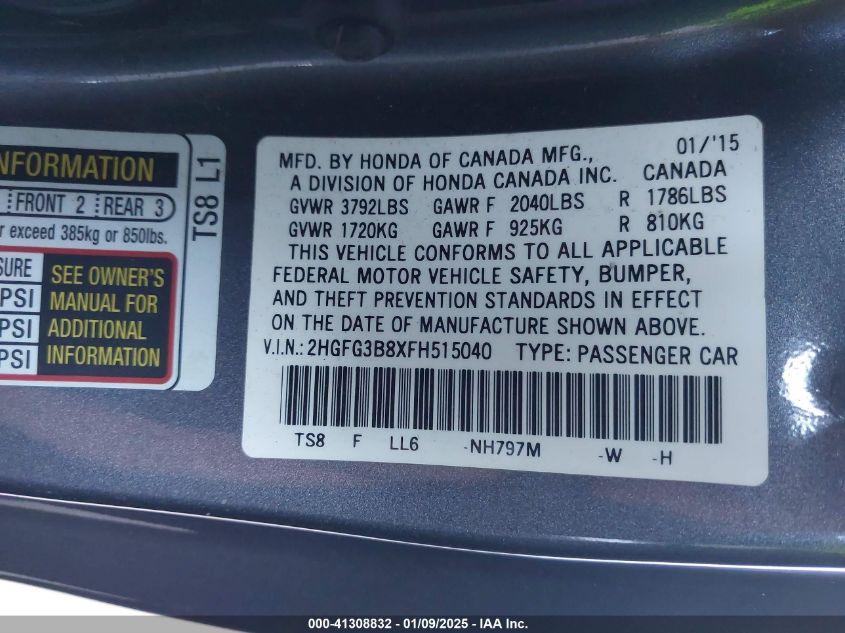 NFORMATION
FRONT 2 REAR 3
exceed 385kg or 850lbs.
SURE
PSI
PSI
PSI
SEE OWNER'S
MANUAL FOR
ADDITIONAL
INFORMATION
TS8 L1
01/'15
MFD. BY HONDA OF CANADA MFG.,
A DIVISION OF HONDA CANADA INC. CANADA
GVWR 3792LBS GAWR F 2040LBS R 1786LBS
GVWR 1720KG GAWR F 925KG R 810KG
THIS VEHICLE CONFORMS TO ALL APPLICABLE
FEDERAL MOTOR VEHICLE SAFETY, BUMPER,
AND THEFT PREVENTION STANDARDS IN EFFECT
ON THE DATE OF MANUFACTURE SHOWN ABOVE.
V.I.N.: 2HGFG3B8XFH515040 TYPE: PASSENGER CAR
TS8 F LL6 -NH797M -W -H
000-41308832 - 01/09/2025 - IAA Inc.